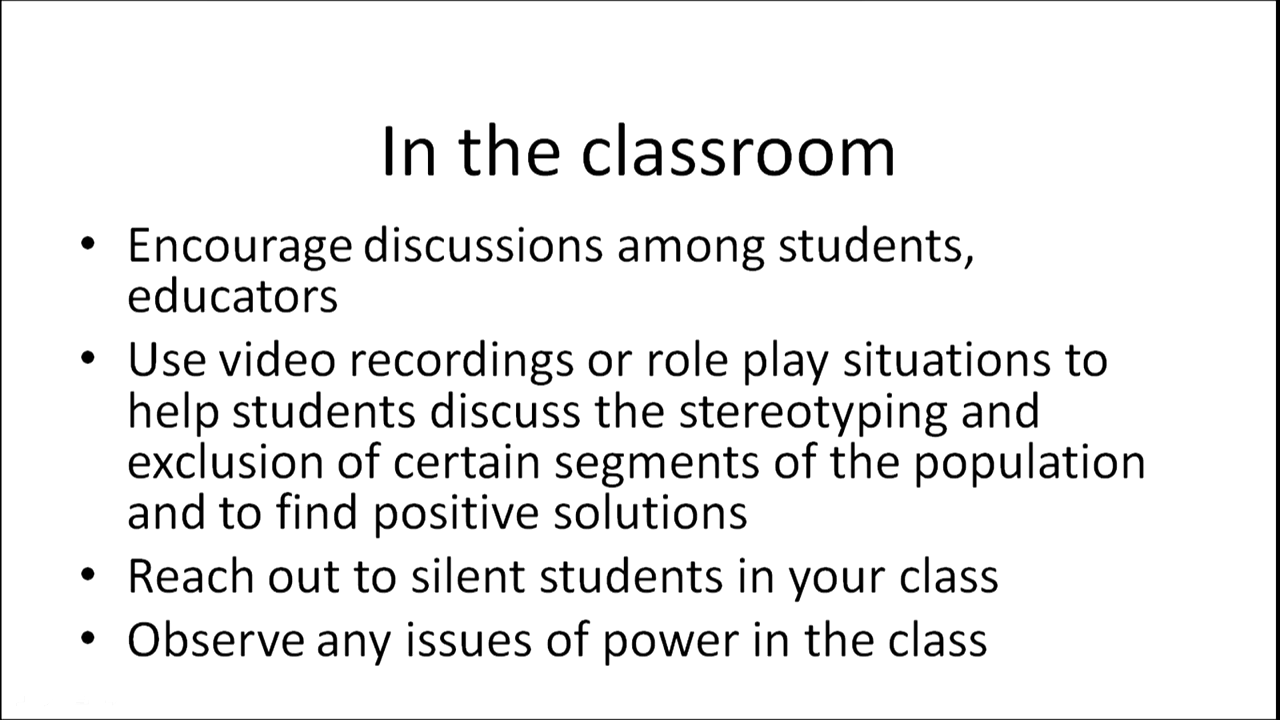 In the classroom
• Encourage discussions among students,
educators
• Use video recordings or role play situations to
help students discuss the stereotyping and
exclusion of certain segments of the population
and to find positive solutions
• Reach out to silent students in your class
• Observe any issues of power in the class